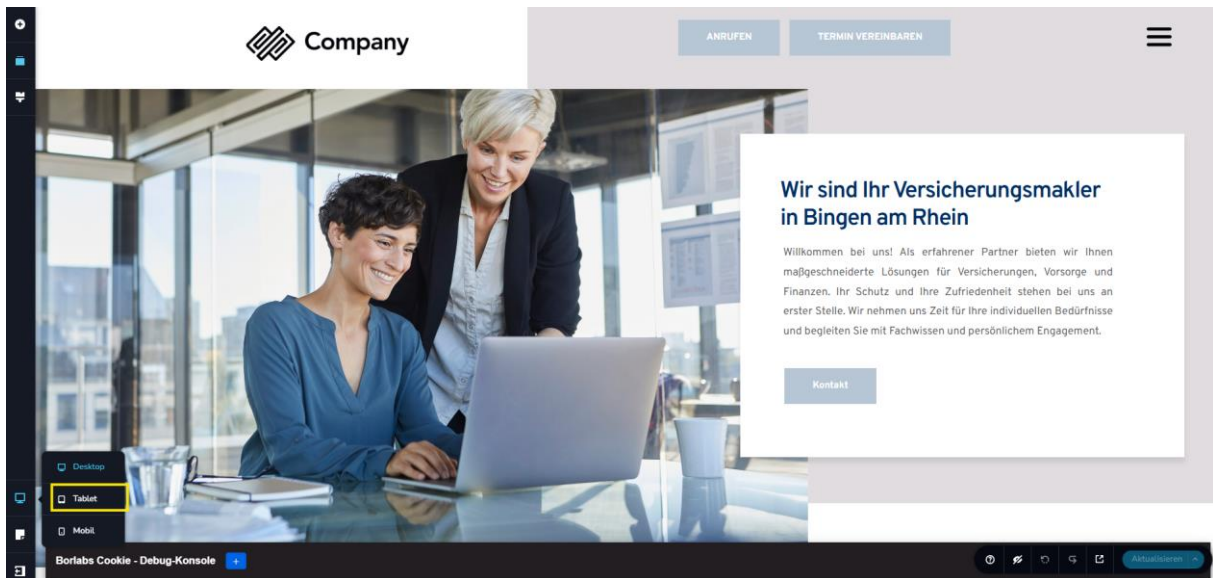 Company
ANRUFEN
TERMIN VEREINBAREN
Wir sind Ihr Versicherungsmakler
in Bingen am Rhein
Willkommen bei uns! Als erfahrener Partner bieten wir Ihnen
maßgeschneiderte Lösungen für Versicherungen, Vorsorge und
Finanzen. Ihr Schutz und Ihre Zufriedenheit stehen bei uns an
erster Stelle. Wir nehmen uns Zeit für Ihre individuellen Bedürfnisse
und begleiten Sie mit Fachwissen und persönlichem Engagement.
Kontakt
Desktop
Tablet
Mobil
Borlabs Cookie - Debug-Konsole
+
Aktualisieren